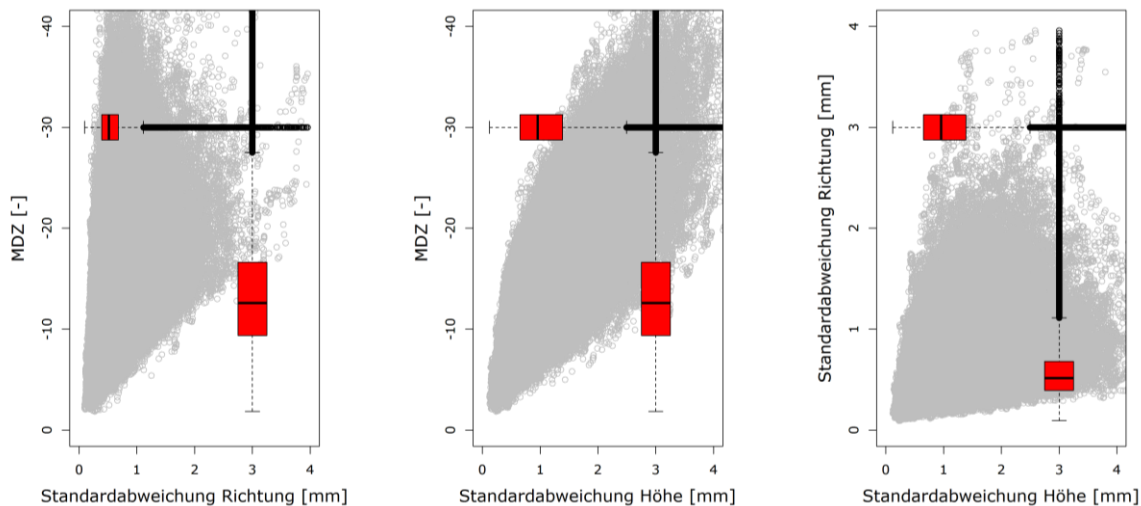 MDZ [-]
-40
-30
-20
-10
0
0 1 2 3 4
Standardabweichung Richtung [mm]
MDZ [-]
-40
-30
-20
-10
0
0 1 2 3 4
Standardabweichung Höhe [mm]
Standardabweichung Richtung [mm]
4
3
2
1
0
0 1 2 3 4
Standardabweichung Höhe [mm]